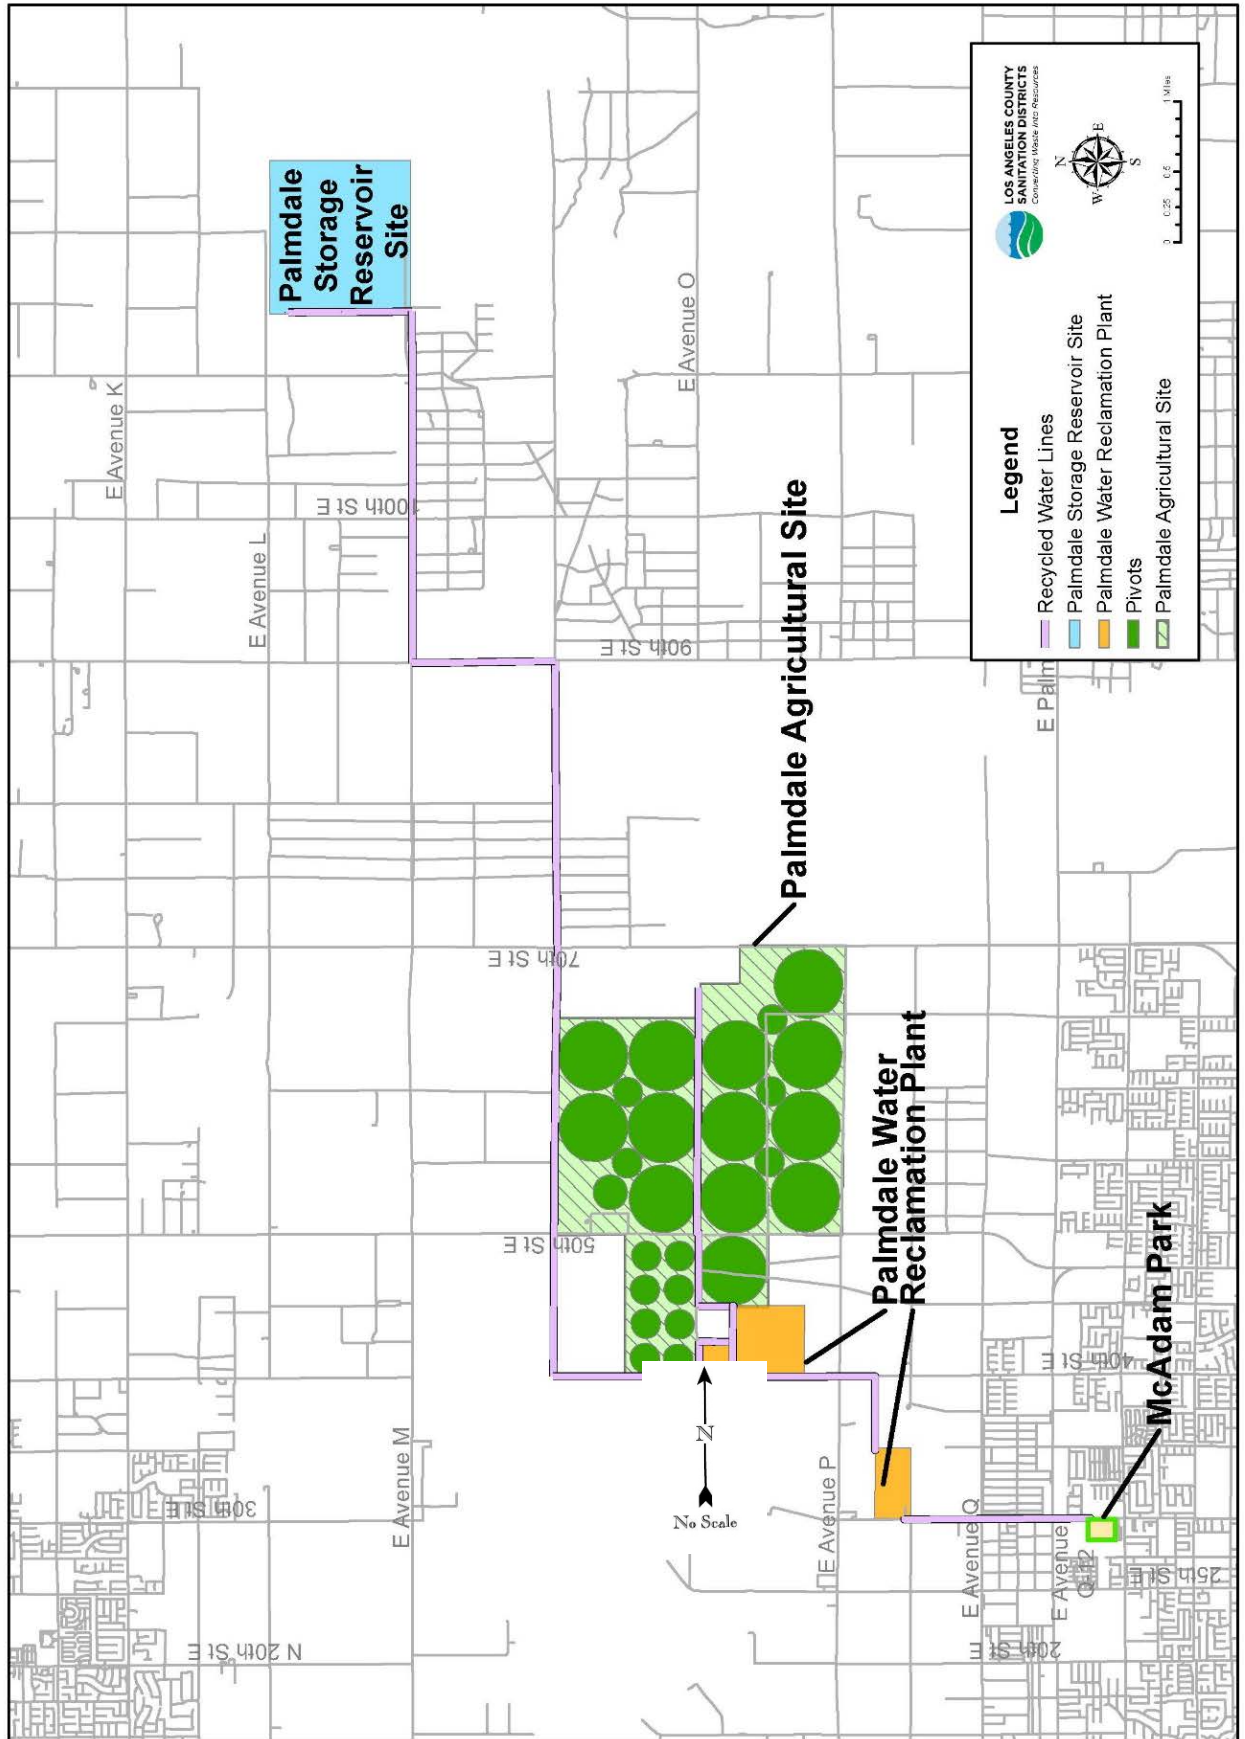 Palmdale
Storage
Reservoir
Site
E Avenue K
E Avenue L
100th St E
E Avenue O
90th St E
Palmdale Agricultural Site
70th St E
50th St E
Palmdale Water
Reclamation Plant
40th St E
McAdam Park
E Avenue M
30th St E
N 20th St E
N
No Scale
E Avenue P
E Avenue Q
E Avenue
Q-12
25th St E
20th St E
E Palm
Legend
Recycled Water Lines
Palmdale Storage Reservoir Site
Palmdale Water Reclamation Plant
Pivots
Palmdale Agricultural Site
LOS ANGELES COUNTY
SANITATION DISTRICTS
Converting Waste Into Resources
N
W
E
S
0 0.25 0.5 1 Miles